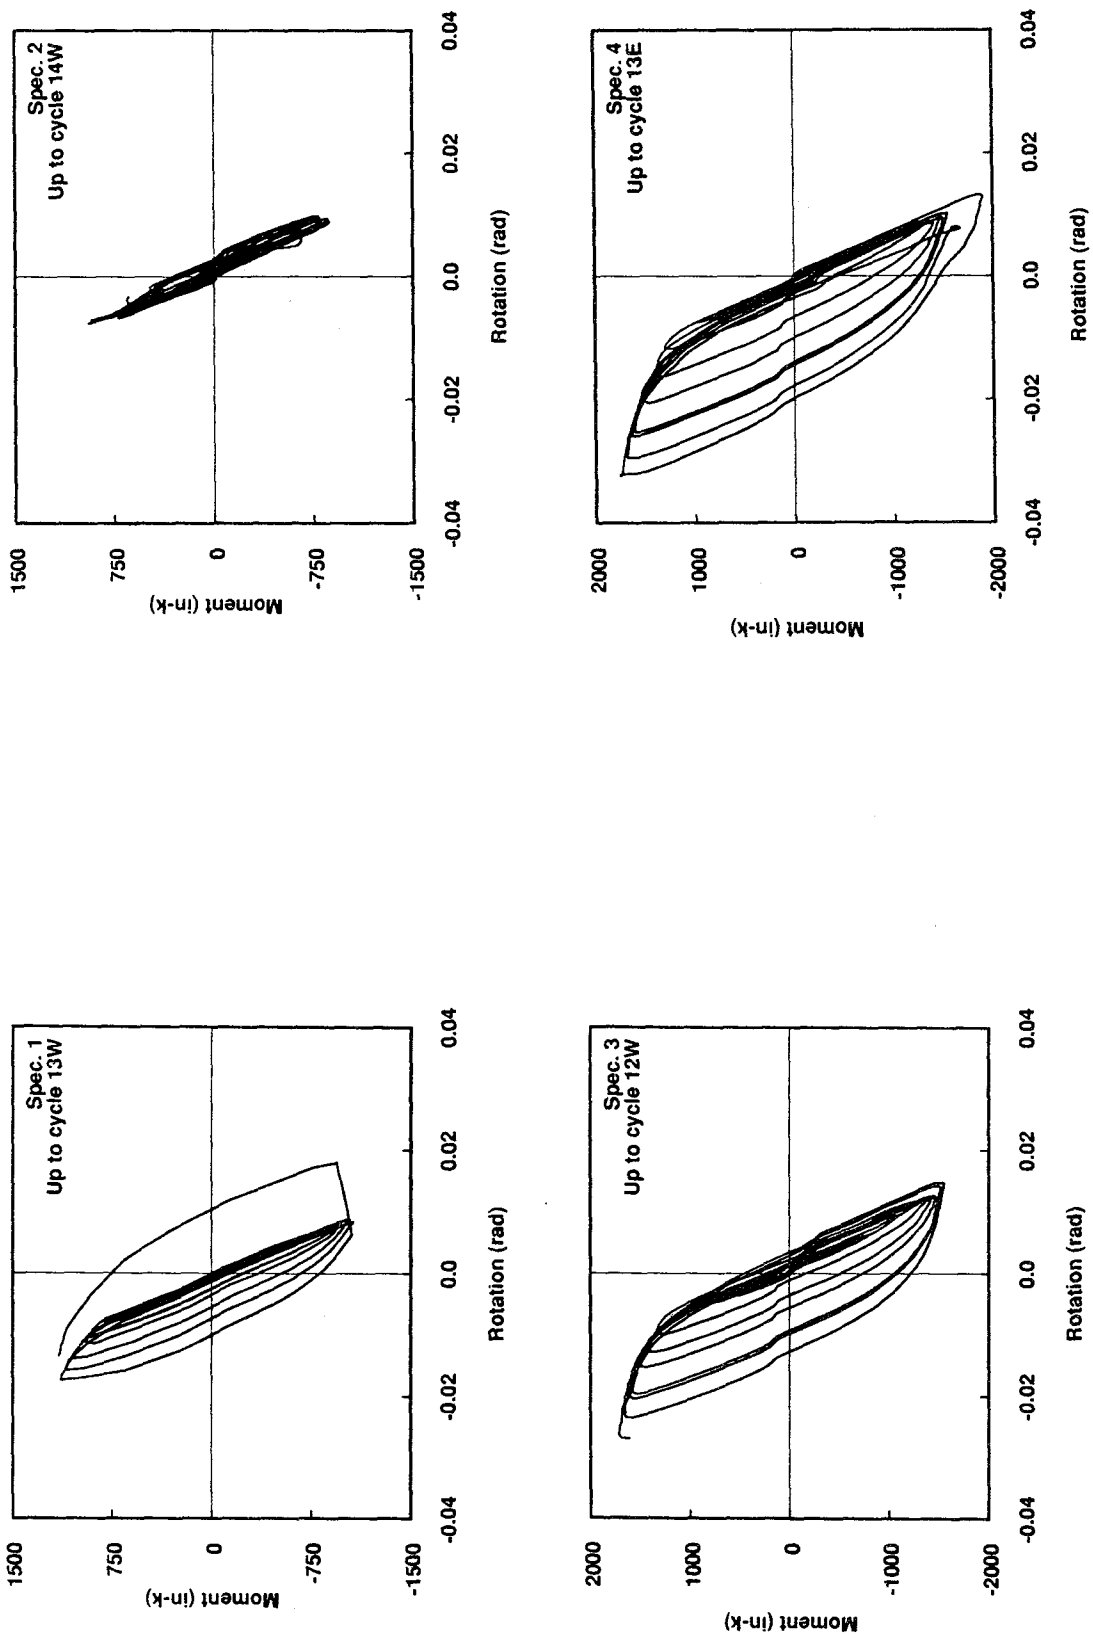 Spec. 1
Up to cycle 13W
1500
750
0
-750
-1500
Moment (in-k)
-0.04
-0.02
0.0
0.02
0.04
Rotation (rad)
Spec. 2
Up to cycle 14W
1500
750
0
-750
-1500
Moment (in-k)
-0.04
-0.02
0.0
0.02
0.04
Rotation (rad)
Spec. 3
Up to cycle 12W
2000
1000
0
-1000
-2000
Moment (in-k)
-0.04
-0.02
0.0
0.02
0.04
Rotation (rad)
Spec. 4
Up to cycle 13E
2000
1000
0
-1000
-2000
Moment (in-k)
-0.04
-0.02
0.0
0.02
0.04
Rotation (rad)